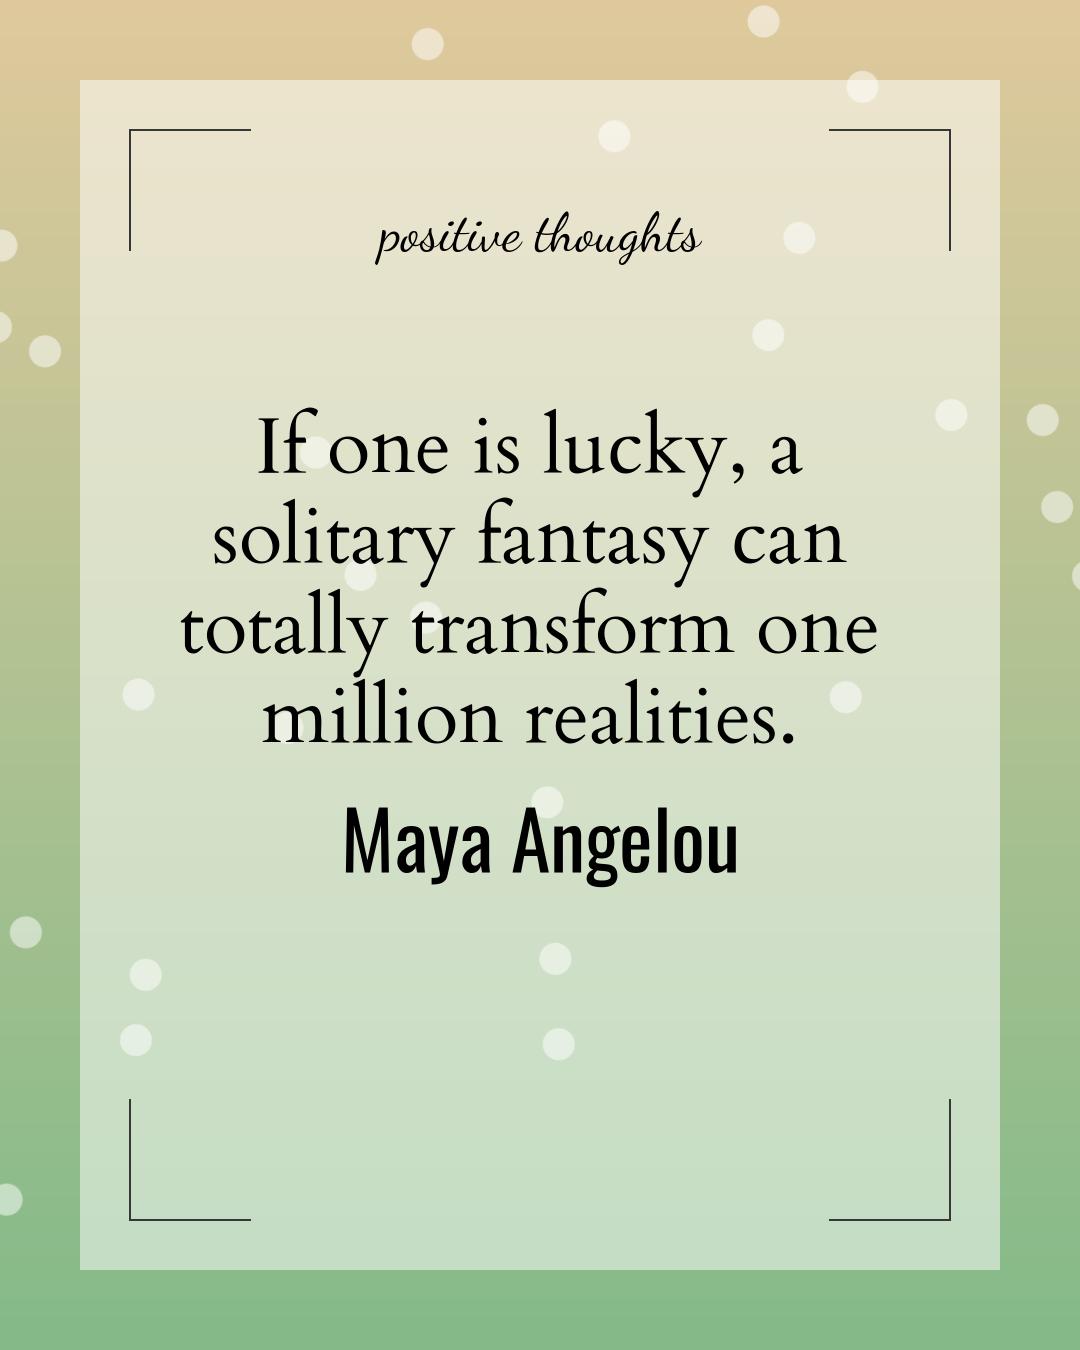 positive thoughts
If one is lucky, a
solitary fantasy can
totally transform one
million realities.
Maya Angelou